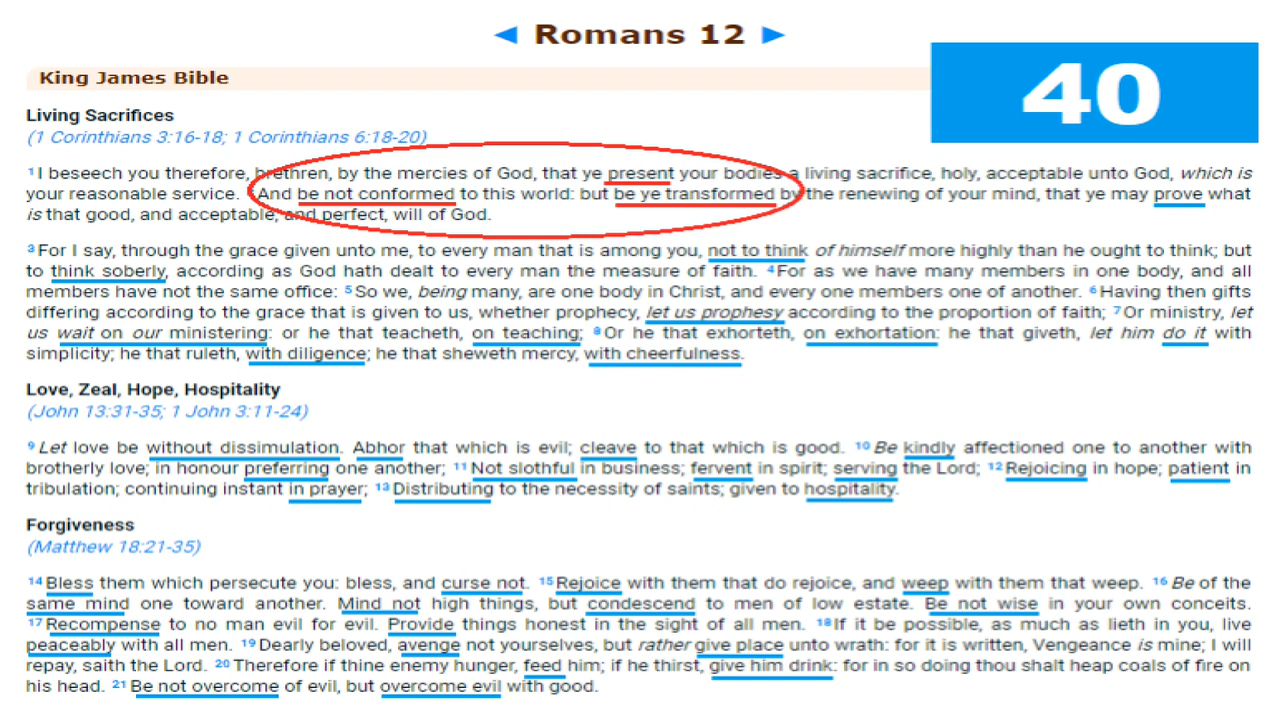 ◄ Romans 12 ►
40
King James Bible
Living Sacrifices
(1 Corinthians 3:16-18; 1 Corinthians 6:18-20)
1 I beseech you therefore, brethren, by the mercies of God, that ye present your bodies a living sacrifice, holy, acceptable unto God, which is
your reasonable service. And be not conformed to this world: but be ye transformed by the renewing of your mind, that ye may prove what
is that good, and acceptable, and perfect, will of God.
3 For I say, through the grace given unto me, to every man that is among you, not to think of himself more highly than he ought to think; but
to think soberly, according as God hath dealt to every man the measure of faith. 4 For as we have many members in one body, and all
members have not the same office: 5 So we, being many, are one body in Christ, and every one members one of another. 6 Having then gifts
differing according to the grace that is given to us, whether prophecy, let us prophesy according to the proportion of faith; 7 Or ministry, let
us wait on our ministering: or he that teacheth, on teaching; 8 Or he that exhorteth, on exhortation: he that giveth, let him do it with
simplicity; he that ruleth, with diligence; he that sheweth mercy, with cheerfulness.
Love, Zeal, Hope, Hospitality
(John 13:31-35; 1 John 3:11-24)
9 Let love be without dissimulation. Abhor that which is evil; cleave to that which is good. 10 Be kindly affectioned one to another with
brotherly love; in honour preferring one another; 11 Not slothful in business; fervent in spirit; serving the Lord; 12 Rejoicing in hope; patient in
tribulation; continuing instant in prayer; 13 Distributing to the necessity of saints; given to hospitality.
Forgiveness
(Matthew 18:21-35)
14 Bless them which persecute you: bless, and curse not. 15 Rejoice with them that do rejoice, and weep with them that weep. 16 Be of the
same mind one toward another. Mind not high things, but condescend to men of low estate. Be not wise in your own conceits.
17 Recompense to no man evil for evil. Provide things honest in the sight of all men. 18 If it be possible, as much as lieth in you, live
peaceably with all men. 19 Dearly beloved, avenge not yourselves, but rather give place unto wrath: for it is written, Vengeance is mine; I will
repay, saith the Lord. 20 Therefore if thine enemy hunger, feed him; if he thirst, give him drink: for in so doing thou shalt heap coals of fire on
his head. 21 Be not overcome of evil, but overcome evil with good.